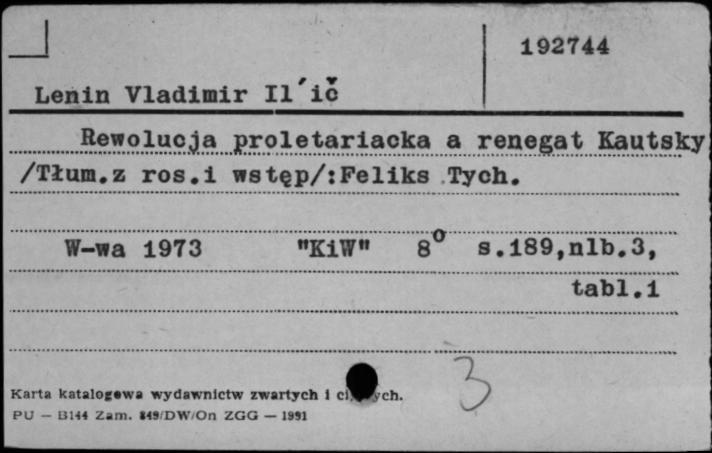 192744
Lenin Vladimir Il´ič
Rewolucja proletariacka a renegat Kautsky
/Tłum.z ros.i wstęp/:Feliks Tych.
W-wa 1973 "KiW" 8° s.189,nlb.3,
tabl.1
3
Karta katalogowa wydawnictw zwartych i
PU — B144 Zam. 849/DW/On ZGG — 1991